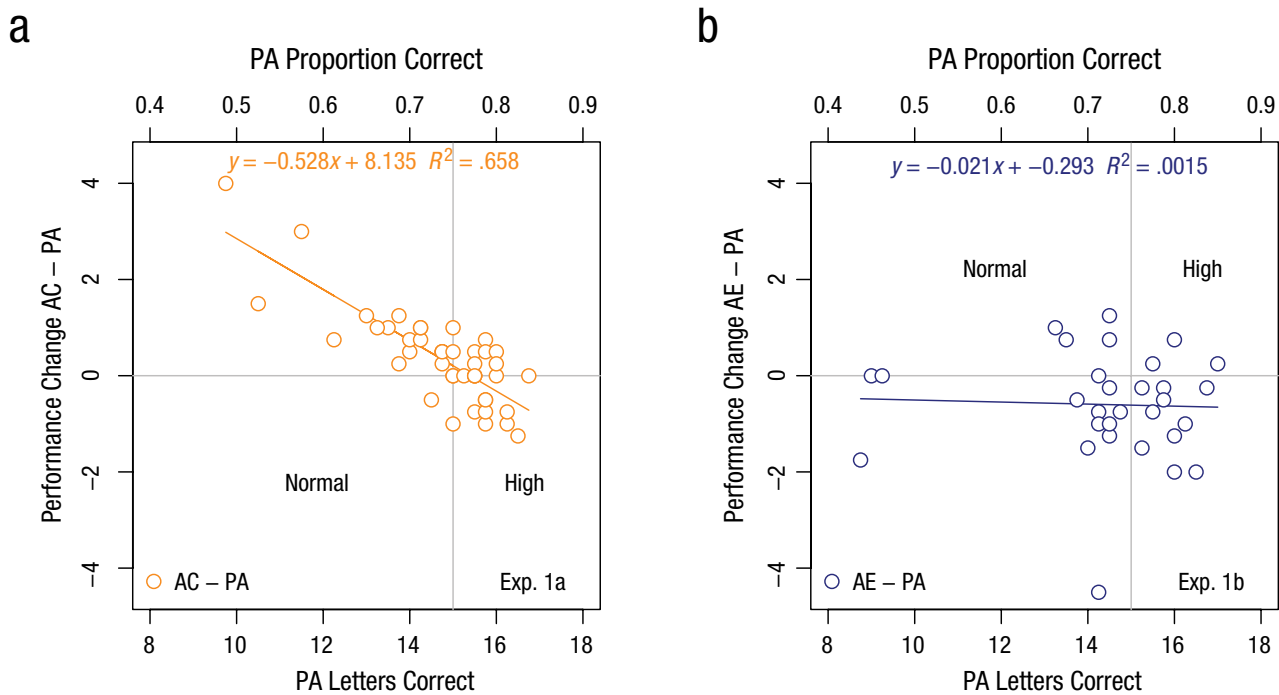 a
PA Proportion Correct
0.4 0.5 0.6 0.7 0.8 0.9
y = −0.528x + 8.135 R² = .658
Performance Change AC – PA
4
2
0
−2
−4
Normal High
AC – PA
Exp. 1a
8 10 12 14 16 18
PA Letters Correct
b
PA Proportion Correct
0.4 0.5 0.6 0.7 0.8 0.9
y = −0.021x + −0.293 R² = .0015
Performance Change AE – PA
4
2
0
−2
−4
Normal High
AE – PA
Exp. 1b
8 10 12 14 16 18
PA Letters Correct